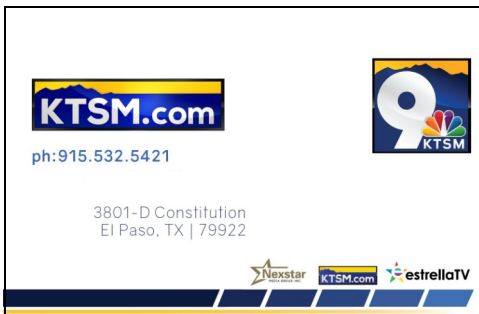 KTSM.com
9
KTSM
ph:915.532.5421
3801-D Constitution
El Paso, TX | 79922
Nexstar
MEDIA GROUP, INC.
KTSM.com
estrellaTV